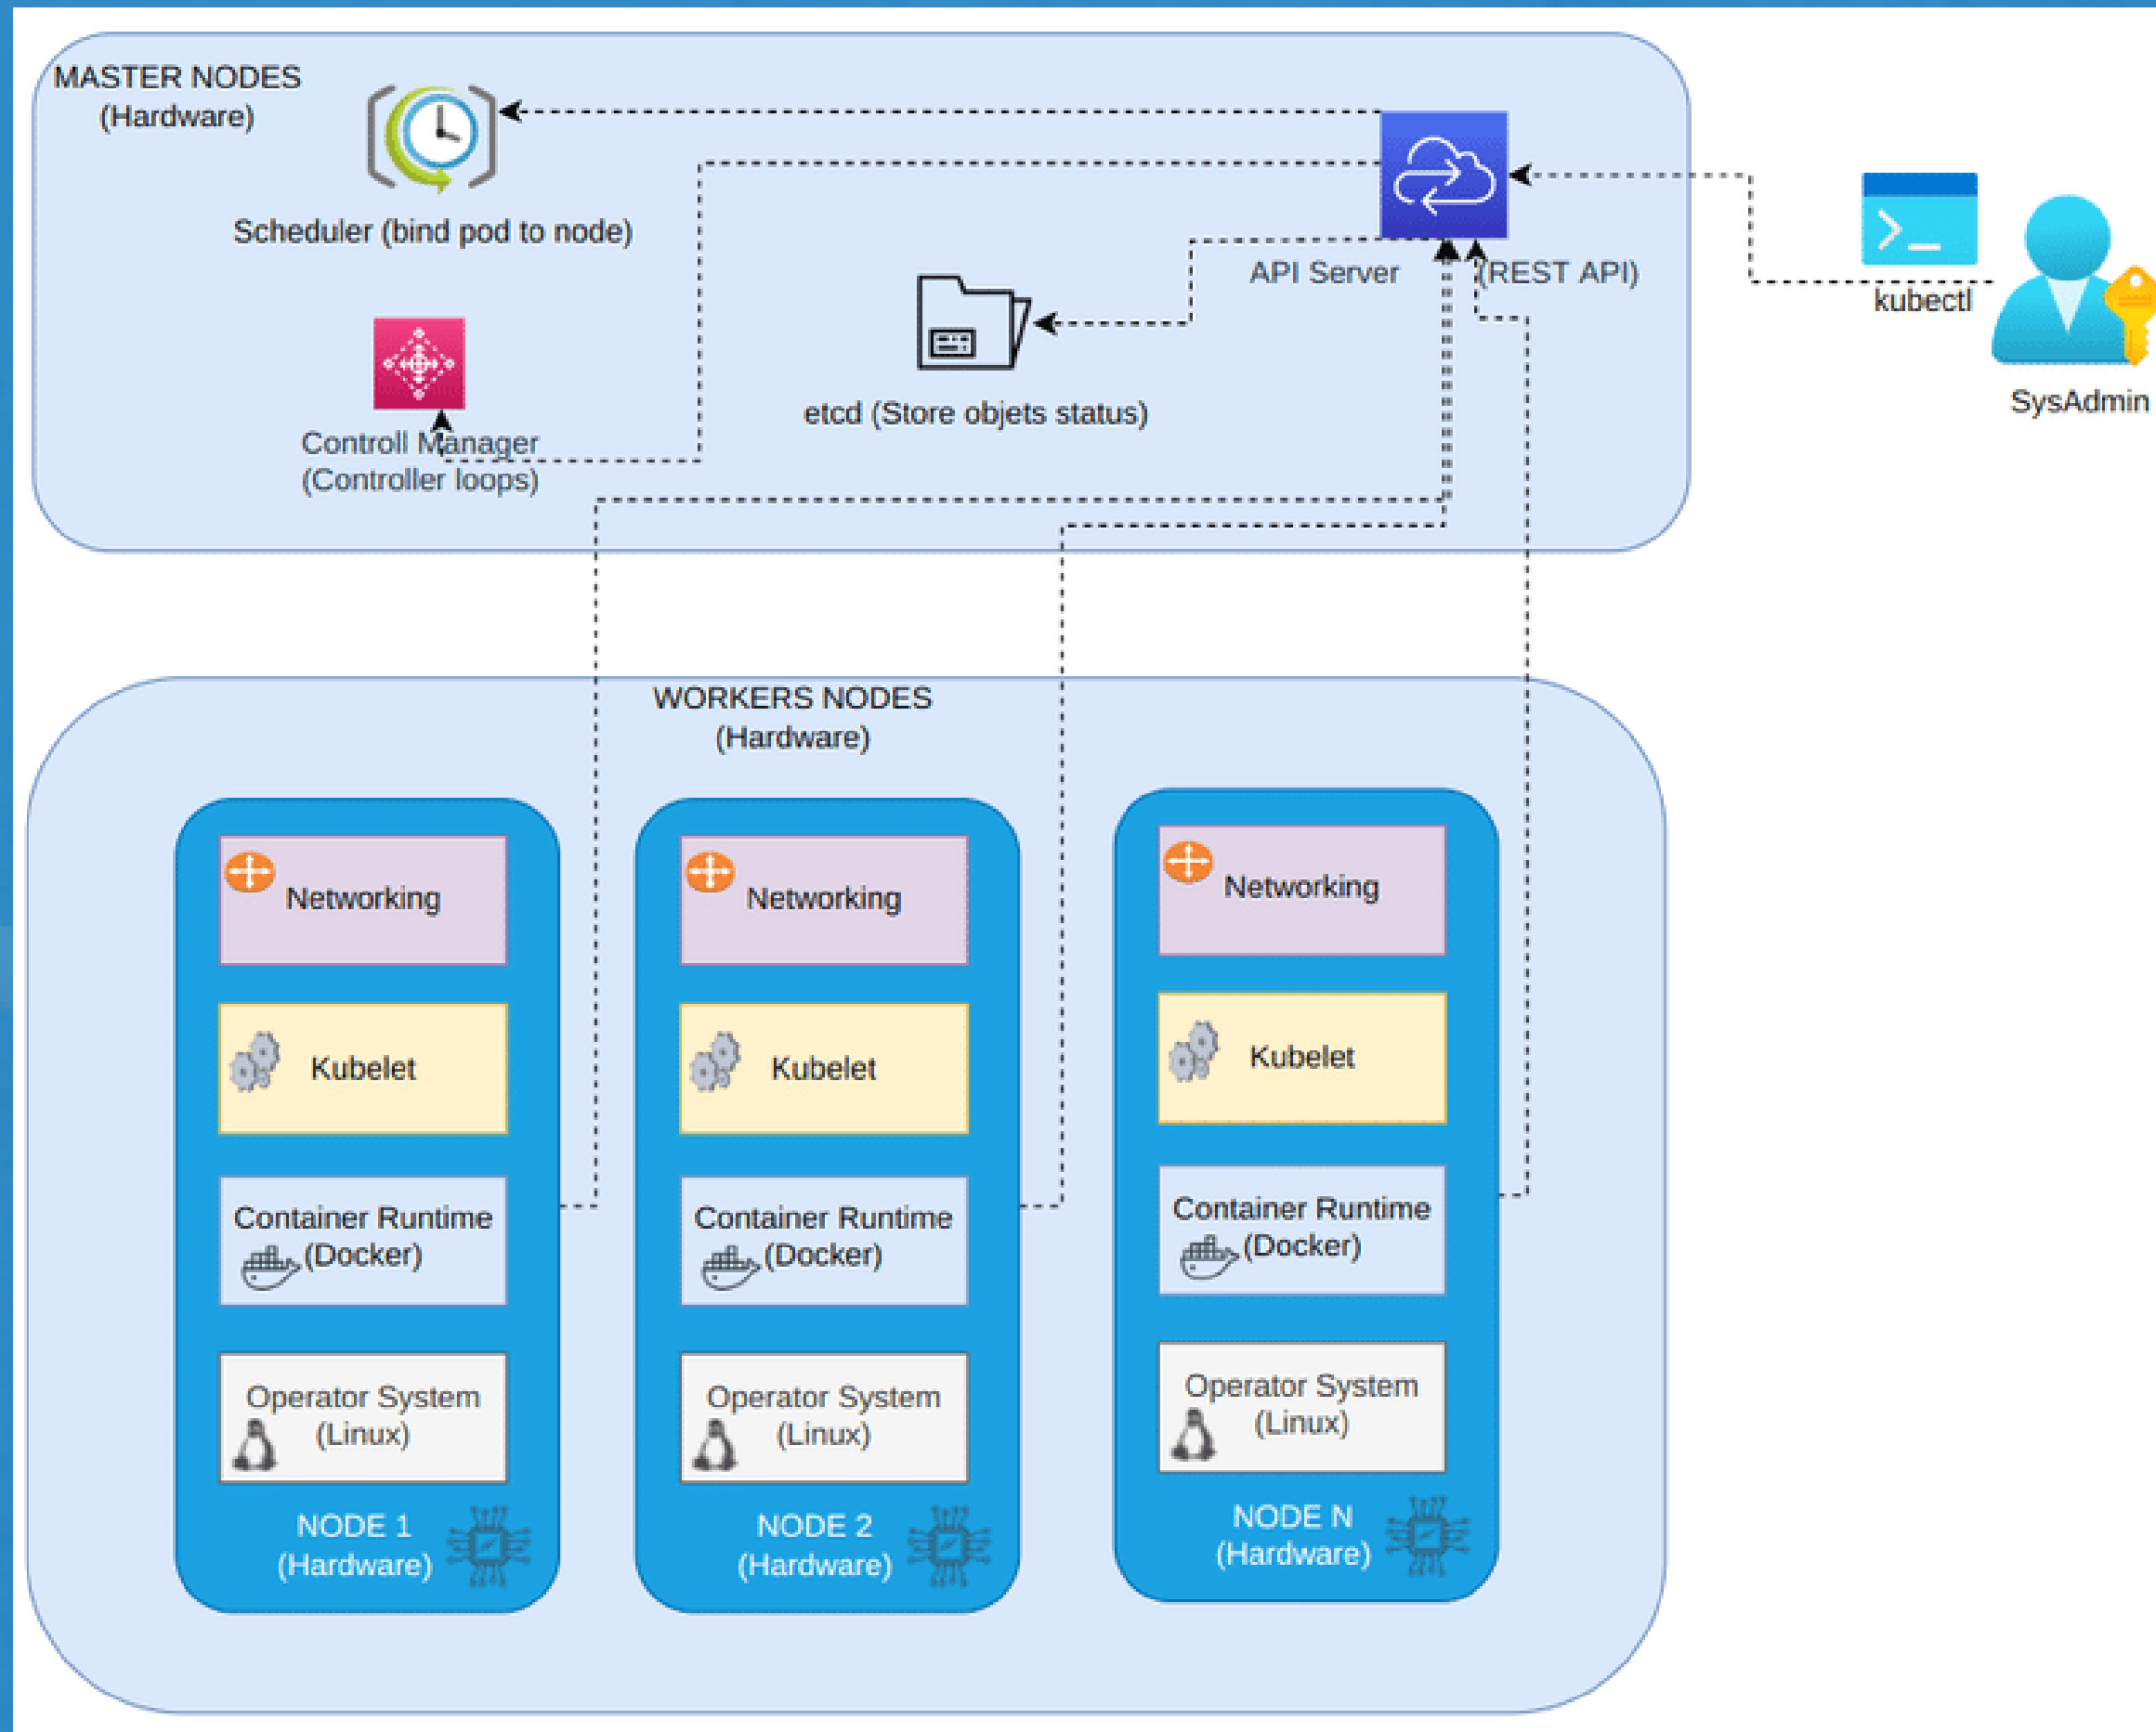 MASTER NODES
(Hardware)
Scheduler (bind pod to node)
API Server
(REST API)
kubectl
SysAdmin
etcd (Store objets status)
Controll Manager
(Controller loops)
WORKERS NODES
(Hardware)
Networking
Kubelet
Container Runtime
(Docker)
Operator System
(Linux)
NODE 1
(Hardware)
Networking
Kubelet
Container Runtime
(Docker)
Operator System
(Linux)
NODE 2
(Hardware)
Networking
Kubelet
Container Runtime
(Docker)
Operator System
(Linux)
NODE N
(Hardware)